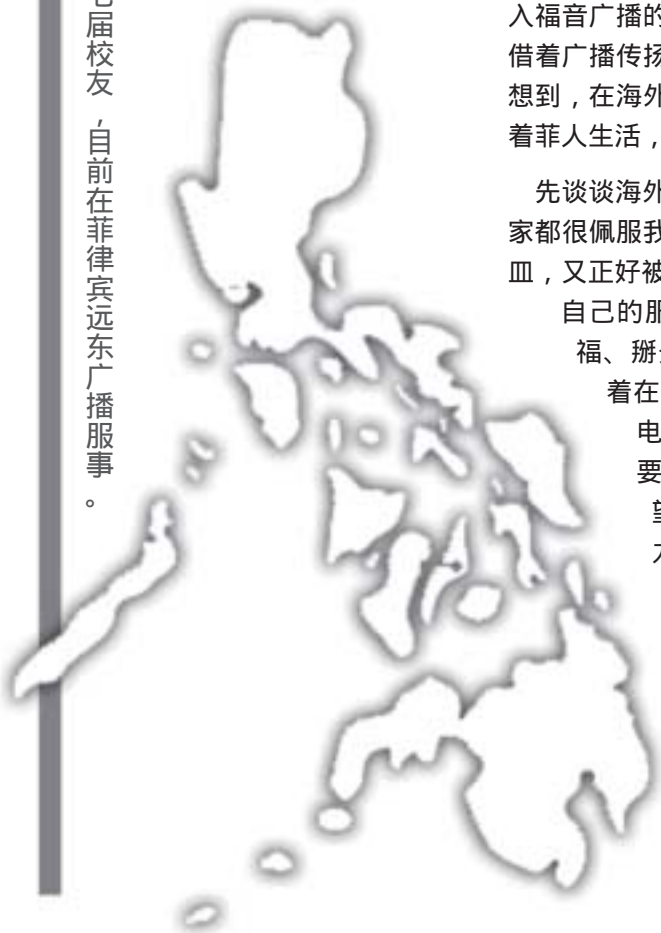 届校友,自前在菲律宾远东广播服事。
入福音广播的
借着广播传扬
想到,在海外
着菲人生活,
先谈谈海外
家都很佩服我
皿,又正好被
自己的服
福、掰
着在
电
要